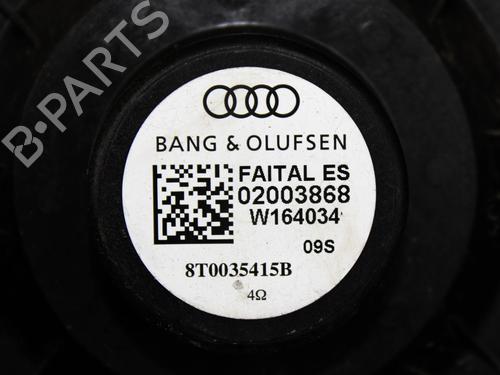 B-PARTS
BANG & OLUFSEN
FAITAL ES
02003868
W164034
09S
8T0035415B
4Ω